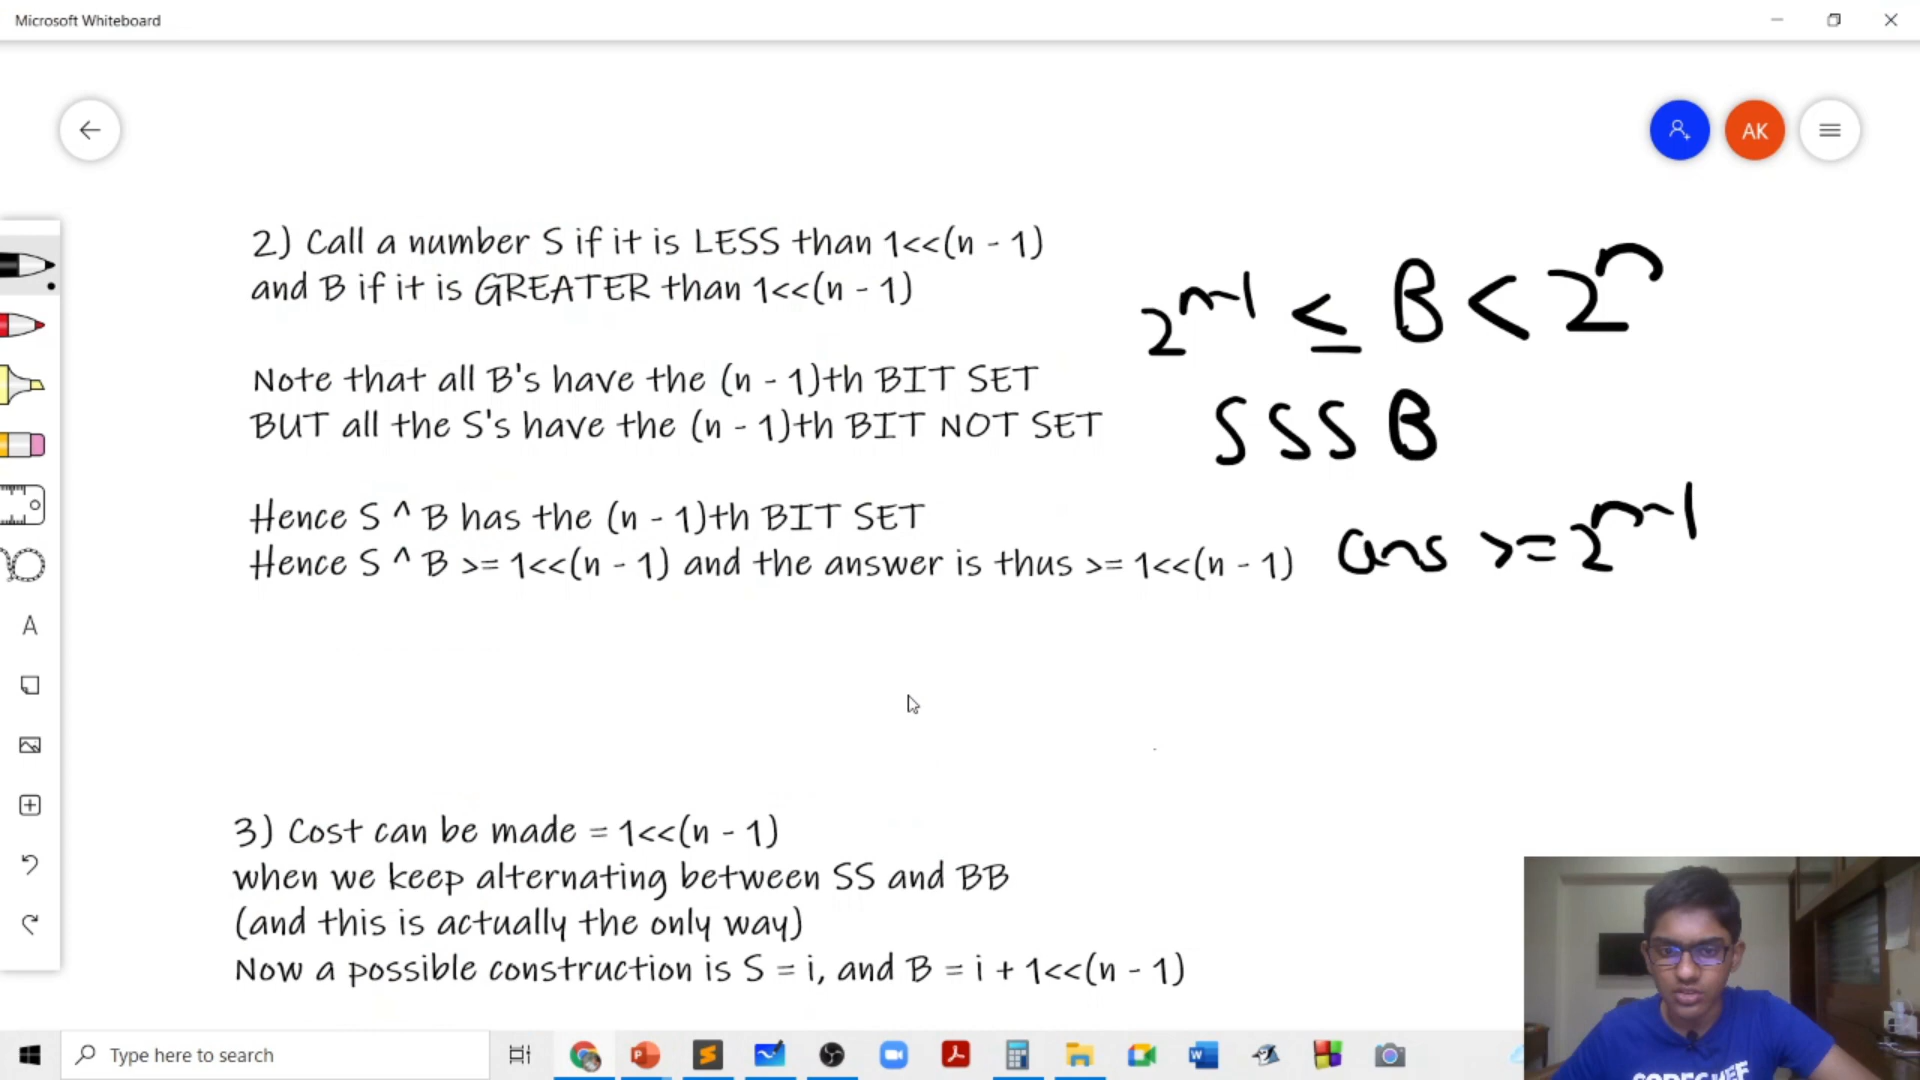 Microsoft Whiteboard
AK
2) Call a number S if it is LESS than 1<<(n - 1)
and B if it is GREATER than 1<<(n - 1)
Note that all B's have the (n - 1)th BIT SET
BUT all the S's have the (n - 1)th BIT NOT SET
Hence S ^ B has the (n - 1)th BIT SET
Hence S ^ B >= 1<<(n - 1) and the answer is thus >= 1<<(n - 1)
2^n-1 ≤ B < 2^n
S S S B
ans >= 2^n-1
3) Cost can be made = 1<<(n - 1)
when we keep alternating between SS and BB
(and this is actually the only way)
Now a possible construction is S = i, and B = i + 1<<(n - 1)
Type here to search
CODECHEF